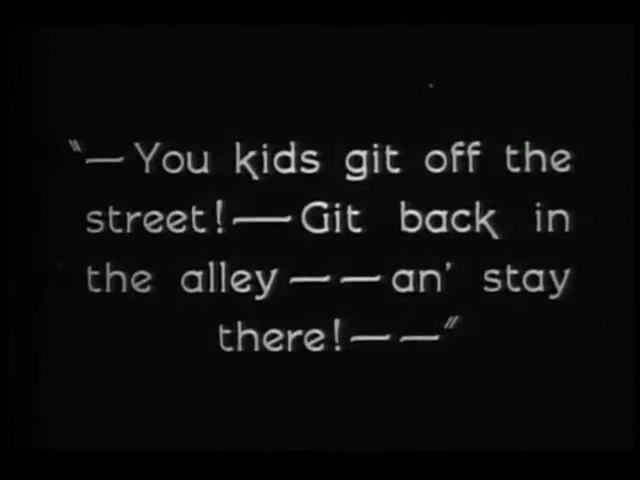 "—You kids git off the
street!—Git back in
the alley——an' stay
there!——"